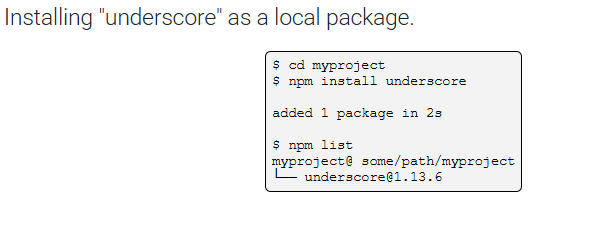 Installing "underscore" as a local package.
$ cd myproject
$ npm install underscore
added 1 package in 2s
$ npm list
myproject@ some/path/myproject
└── underscore@1.13.6